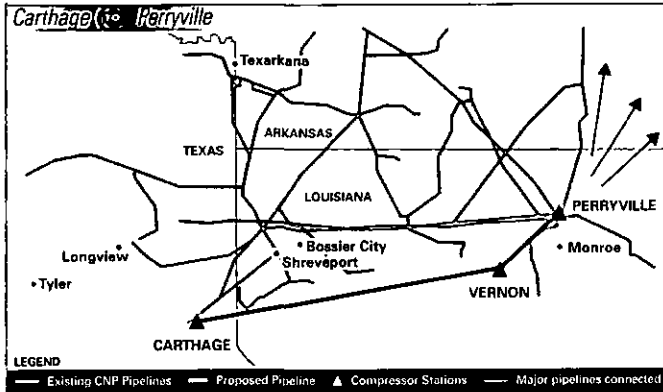 Carthage to Perryville
Texarkana
ARKANSAS
TEXAS
LOUISIANA
PERRYVILLE
Bossier City
Longview
Monroe
Shreveport
Tyler
VERNON
CARTHAGE
LEGEND
Existing CNP Pipelines Proposed Pipeline Compressor Stations Major pipelines connected